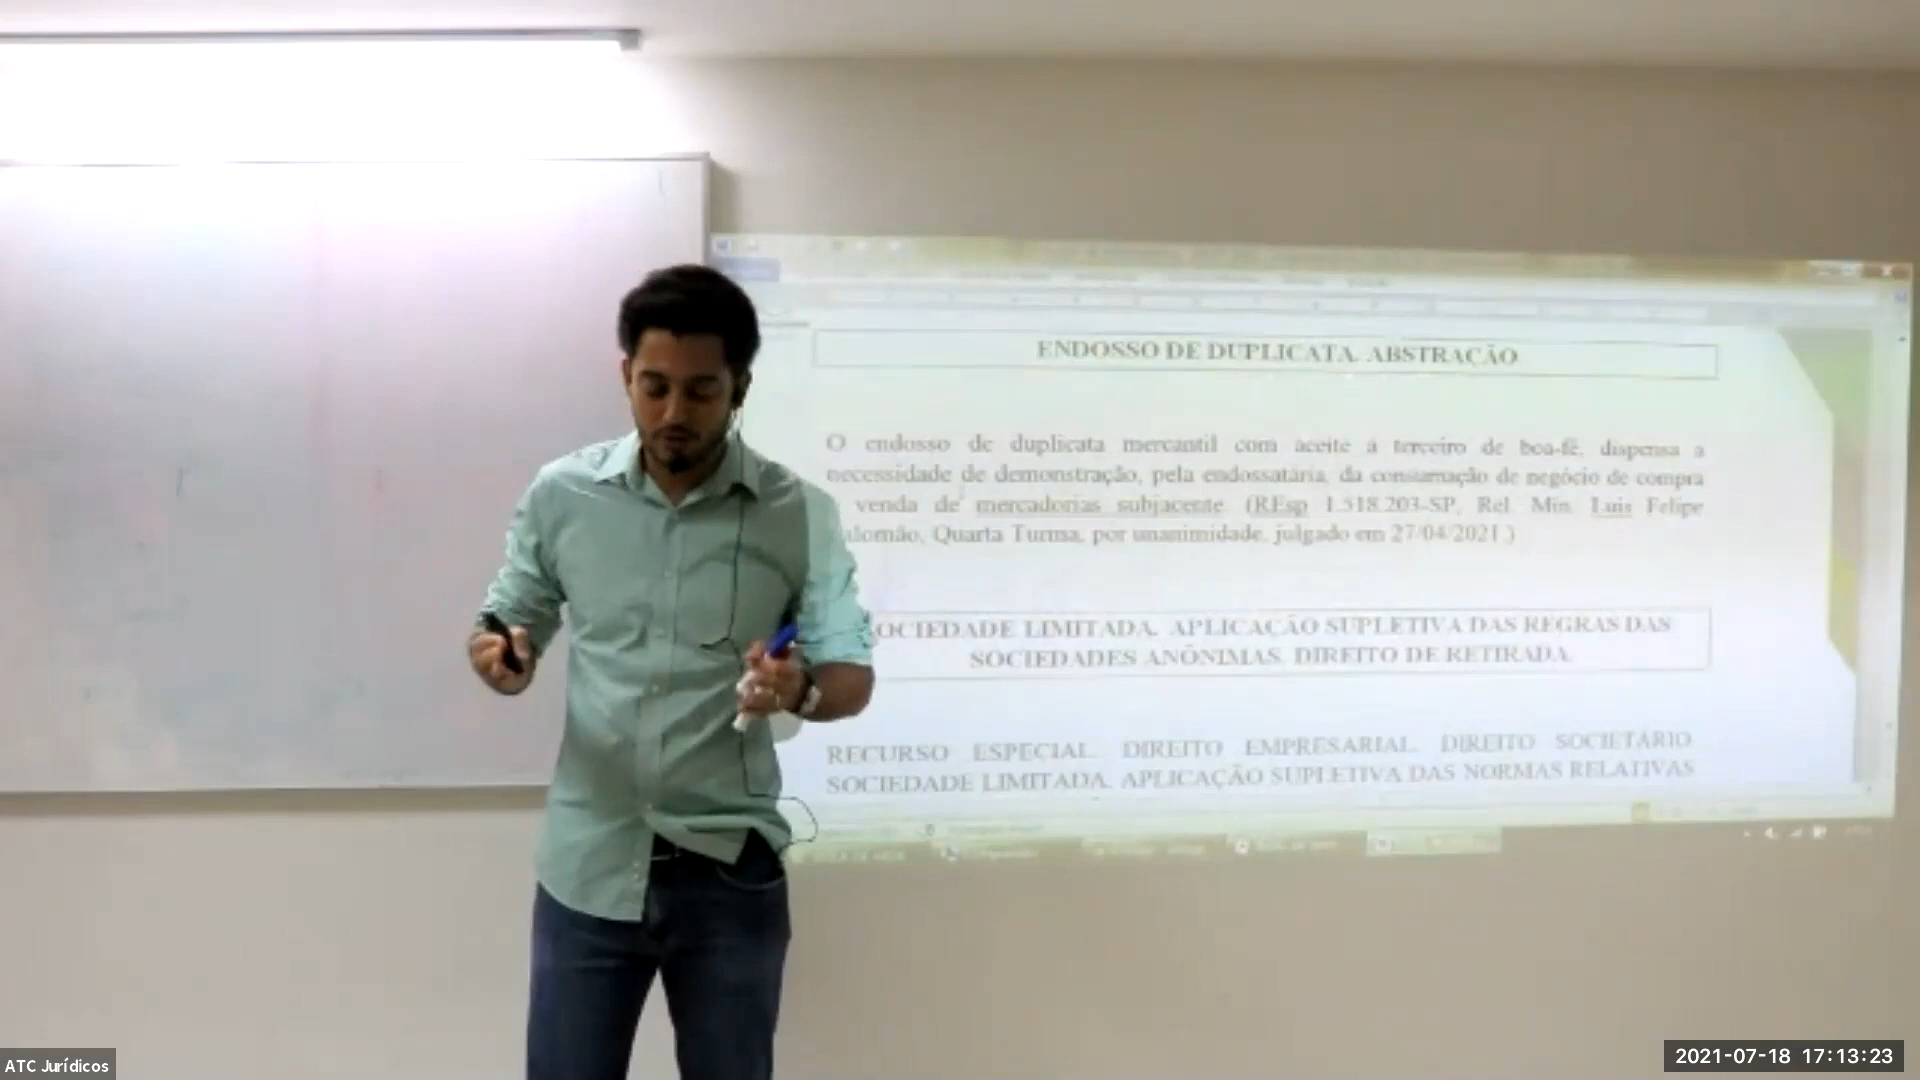 ENDOSSO DE DUPLICATA. ABSTRAÇÃO
O endosso de duplicata mercantil com aceite a terceiro de boa-fé, dispensa a
necessidade de demonstração, pela endossatária, da consumação de negócio de compra
venda de mercadorias subjacente. (REsp 1.518.203-SP, Rel. Min. Luis Felipe
alomão, Quarta Turma, por unanimidade, julgado em 27/04/2021.)
OCIEDADE LIMITADA. APLICAÇÃO SUPLETIVA DAS REGRAS DAS
SOCIEDADES ANÔNIMAS. DIREITO DE RETIRADA.
RECURSO ESPECIAL. DIREITO EMPRESARIAL. DIREITO SOCIETÁRIO
SOCIEDADE LIMITADA. APLICAÇÃO SUPLETIVA DAS NORMAS RELATIVAS
ATC Jurídicos
2021-07-18 17:13:23